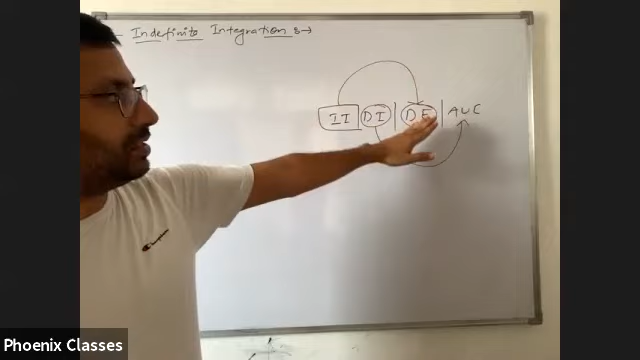 Indefinite Integration :→
II | DI | DE | AUC
Phoenix Classes